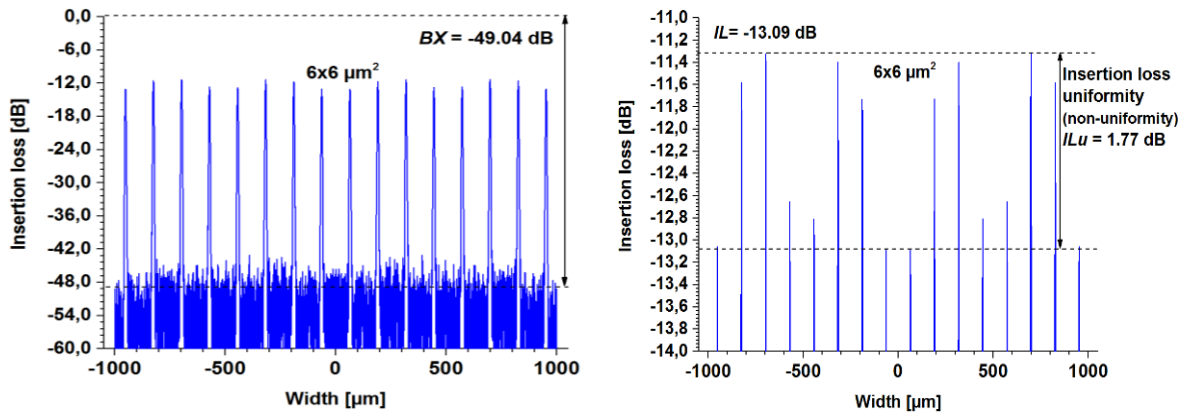 0,0
-6,0
-12,0
-18,0
-24,0
-30,0
-36,0
-42,0
-48,0
-54,0
-60,0
Insertion loss [dB]
BX = -49.04 dB
6x6 µm²
-1000 -500 0 500 1000
Width [µm]
-11,0
-11,2
-11,4
-11,6
-11,8
-12,0
-12,2
-12,4
-12,6
-12,8
-13,0
-13,2
-13,4
-13,6
-13,8
-14,0
Insertion loss [dB]
IL= -13.09 dB
6x6 µm²
Insertion loss
uniformity
(non-uniformity)
ILu = 1.77 dB
-1000 -500 0 500 1000
Width [µm]